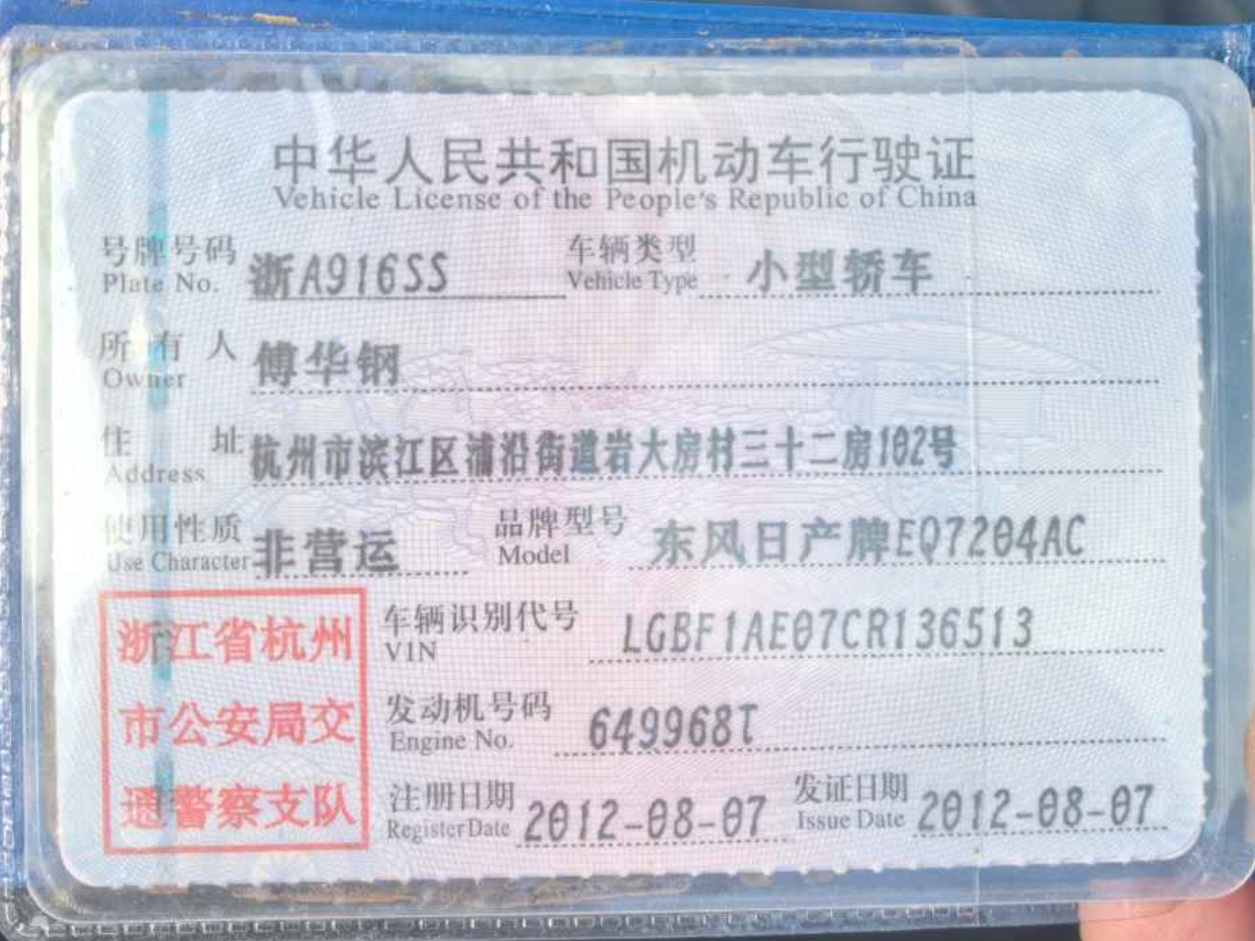 中华人民共和国机动车行驶证
Vehicle License of the People's Republic of China
号牌号码 浙A916SS 车辆类型 小型轿车
Plate No. Vehicle Type
所有人 傅华钢
Owner
住址 杭州市滨江区浦沿街道岩大房村三十二房102号
Address
使用性质 非营运 品牌型号 东风日产牌EQ7204AC
Use Character Model
浙江省杭州
市公安局交
通警察支队
车辆识别代号 LGBF1AE07CR136513
VIN
发动机号码 649968T
Engine No.
注册日期 2012-08-07 发证日期 2012-08-07
Register Date Issue Date